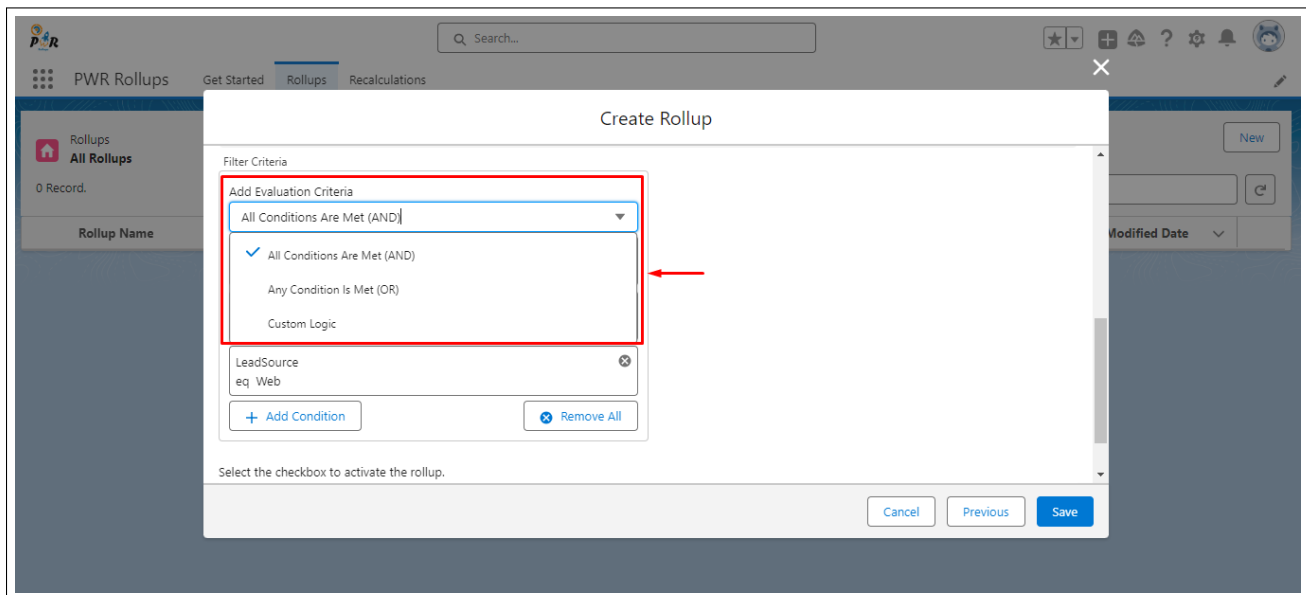 PWR
Search...
PWR Rollups Get Started Rollups Recalculations
Create Rollup
Rollups
All Rollups
New
0 Record.
Rollup Name
Modified Date
Filter Criteria
Add Evaluation Criteria
All Conditions Are Met (AND)
All Conditions Are Met (AND)
Any Condition Is Met (OR)
Custom Logic
LeadSource
eq Web
+ Add Condition
Remove All
Select the checkbox to activate the rollup.
Cancel Previous Save